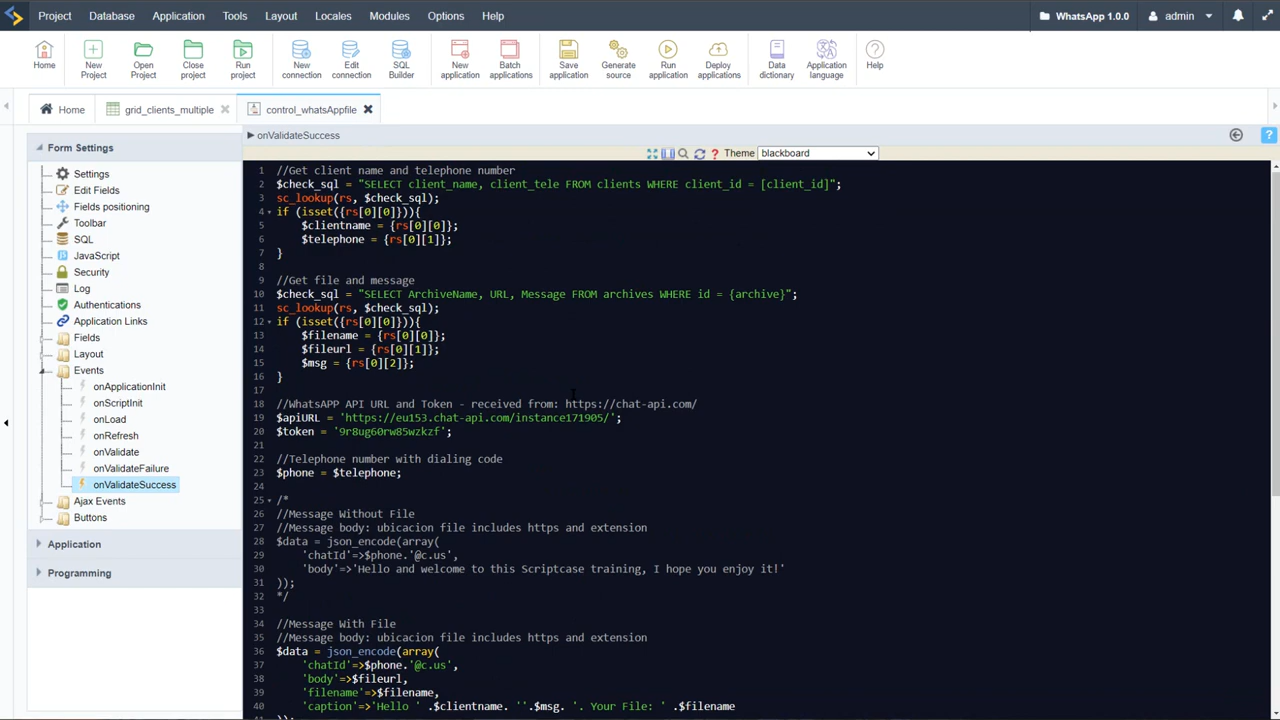 Project Database Application Tools Layout Locales Modules Options Help WhatsApp 1.0.0 admin
Home New Project Open Project Close project Run project New connection Edit connection SQL Builder New application Batch applications Save application Generate source Run application Deploy applications Data dictionary Application language Help
Home grid_clients_multiple control_whatsAppfile
Form Settings
Settings
Edit Fields
Fields positioning
Toolbar
SQL
JavaScript
Security
Log
Authentications
Application Links
Fields
Layout
Events
onApplicationInit
onScriptInit
onLoad
onRefresh
onValidate
onValidateFailure
onValidateSuccess
Ajax Events
Buttons
Application
Programming
onValidateSuccess
? Theme blackboard
1 //Get client name and telephone number
2 $check_sql = "SELECT client_name, client_tele FROM clients WHERE client_id = [client_id]";
3 sc_lookup(rs, $check_sql);
4 if (isset({rs[0][0]})){
5 $clientname = {rs[0][0]};
6 $telephone = {rs[0][1]};
7 }
8
9 //Get file and message
10 $check_sql = "SELECT ArchiveName, URL, Message FROM archives WHERE id = {archive}";
11 sc_lookup(rs, $check_sql);
12 if (isset({rs[0][0]})){
13 $filename = {rs[0][0]};
14 $fileurl = {rs[0][1]};
15 $msg = {rs[0][2]};
16 }
17
18 //WhatsAPP API URL and Token - received from: https://chat-api.com/
19 $apiURL = 'https://eu153.chat-api.com/instance171905/';
20 $token = '9r8ug60rw85wzkzf';
21
22 //Telephone number with dialing code
23 $phone = $telephone;
24
25 /*
26 //Message Without File
27 //Message body: ubicacion file includes https and extension
28 $data = json_encode(array(
29 'chatId'=>$phone.'@c.us',
30 'body'=>'Hello and welcome to this Scriptcase training, I hope you enjoy it!'
31 ));
32 */
33
34 //Message With File
35 //Message body: ubicacion file includes https and extension
36 $data = json_encode(array(
37 'chatId'=>$phone.'@c.us',
38 'body'=>$fileurl,
39 'filename'=>$filename,
40 'caption'=>'Hello ' .$clientname. ''.$msg. '. Your File: ' .$filename
41 ));